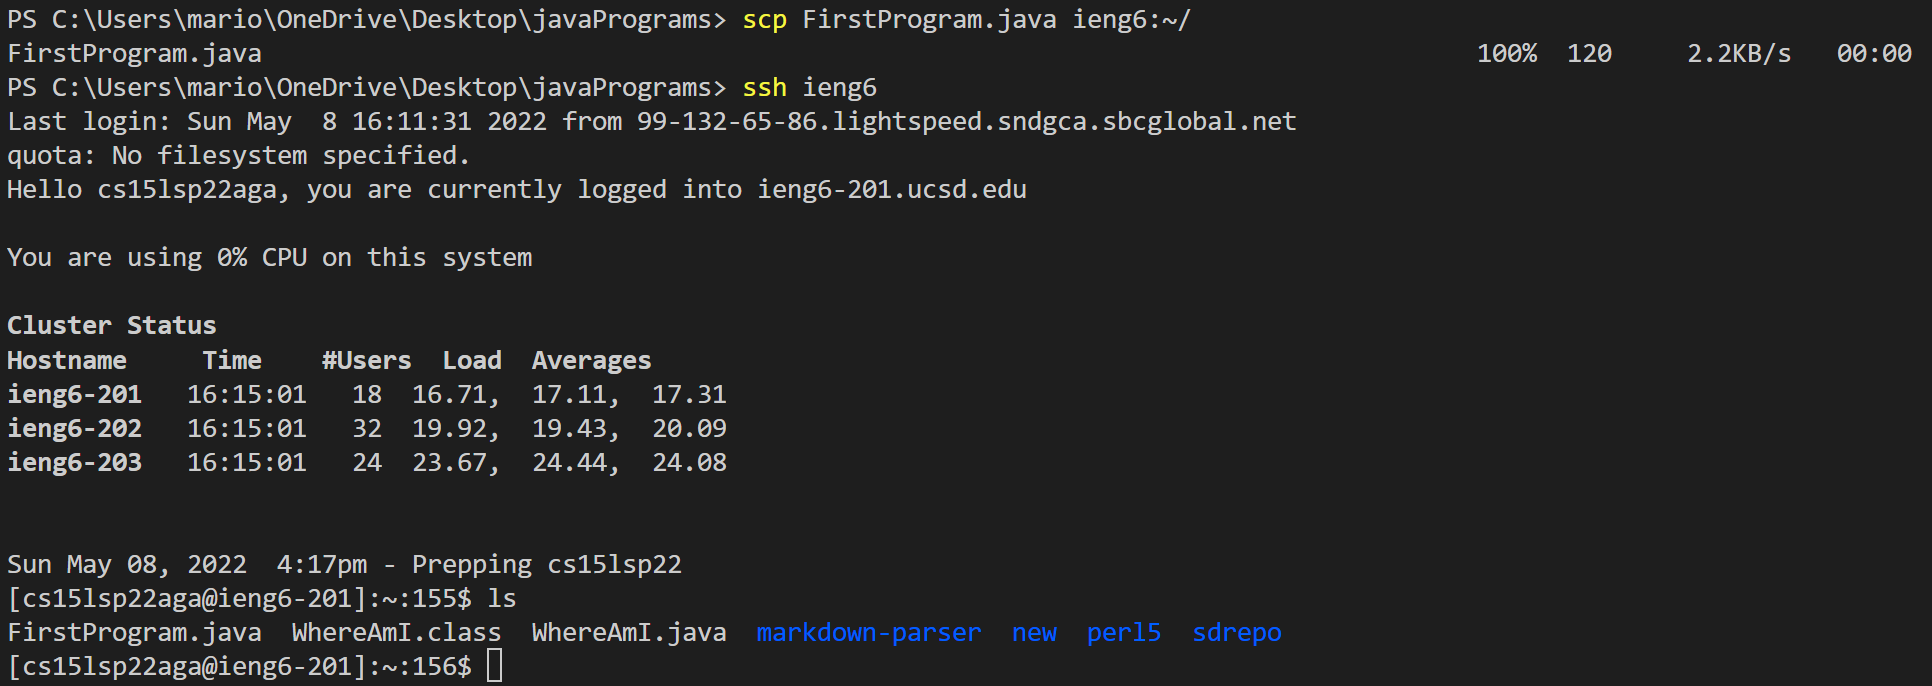 PS C:\Users\mario\OneDrive\Desktop\javaPrograms> scp FirstProgram.java ieng6:~/
FirstProgram.java 100% 120 2.2KB/s 00:00
PS C:\Users\mario\OneDrive\Desktop\javaPrograms> ssh ieng6
Last login: Sun May  8 16:11:31 2022 from 99-132-65-86.lightspeed.sndgca.sbcglobal.net
quota: No filesystem specified.
Hello cs15lsp22aga, you are currently logged into ieng6-201.ucsd.edu
You are using 0% CPU on this system
Cluster Status
Hostname     Time    #Users  Load  Averages
ieng6-201   16:15:01   18  16.71,  17.11,  17.31
ieng6-202   16:15:01   32  19.92,  19.43,  20.09
ieng6-203   16:15:01   24  23.67,  24.44,  24.08
Sun May 08, 2022  4:17pm - Prepping cs15lsp22
[cs15lsp22aga@ieng6-201]:~:155$ ls
FirstProgram.java  WhereAmI.class  WhereAmI.java  markdown-parser  new  perl5  sdrepo
[cs15lsp22aga@ieng6-201]:~:156$